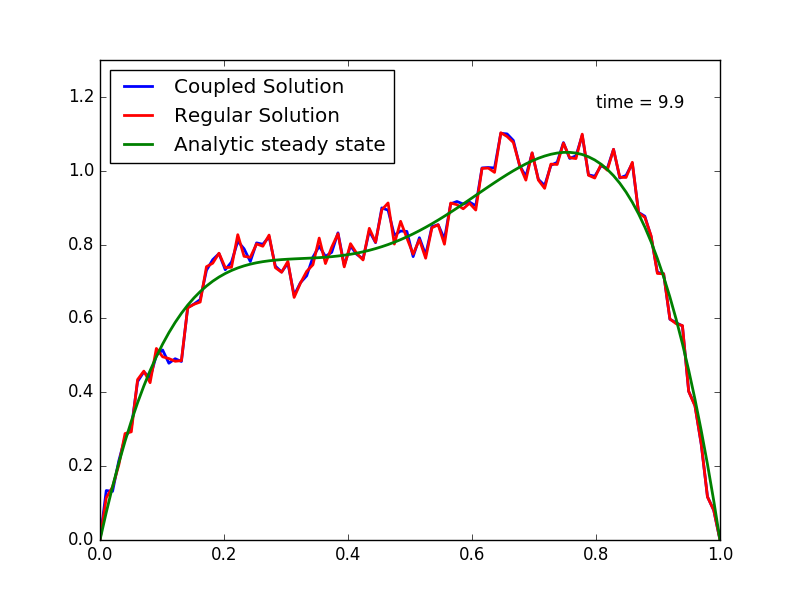 Coupled Solution
Regular Solution
Analytic steady state
time = 9.9
1.2
1.0
0.8
0.6
0.4
0.2
0.0
0.0 0.2 0.4 0.6 0.8 1.0